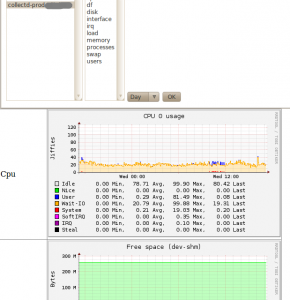 collectd-prod
df
disk
interface
irq
load
memory
processes
swap
users
Day
OK
Cpu
CPU 0 usage
Jiffies
120
100
80
60
40
20
0
Wed 00:00 Wed 12:00
Idle 0.00 Min, 78.71 Avg, 99.90 Max, 80.42 Last
Nice 0.00 Min, 0.00 Avg, 0.00 Max, 0.00 Last
User 0.00 Min, 0.29 Avg, 81.49 Max, 0.08 Last
Wait-IO 0.00 Min, 20.79 Avg, 99.88 Max, 19.31 Last
System 0.00 Min, 0.21 Avg, 19.03 Max, 0.20 Last
SoftIRQ 0.00 Min, 0.00 Avg, 0.35 Max, 0.00 Last
IRQ 0.00 Min, 0.00 Avg, 0.10 Max, 0.00 Last
Steal 0.00 Min, 0.00 Avg, 0.00 Max, 0.00 Last
Free space (dev-shm)
Bytes
300 M
200 M
100 M